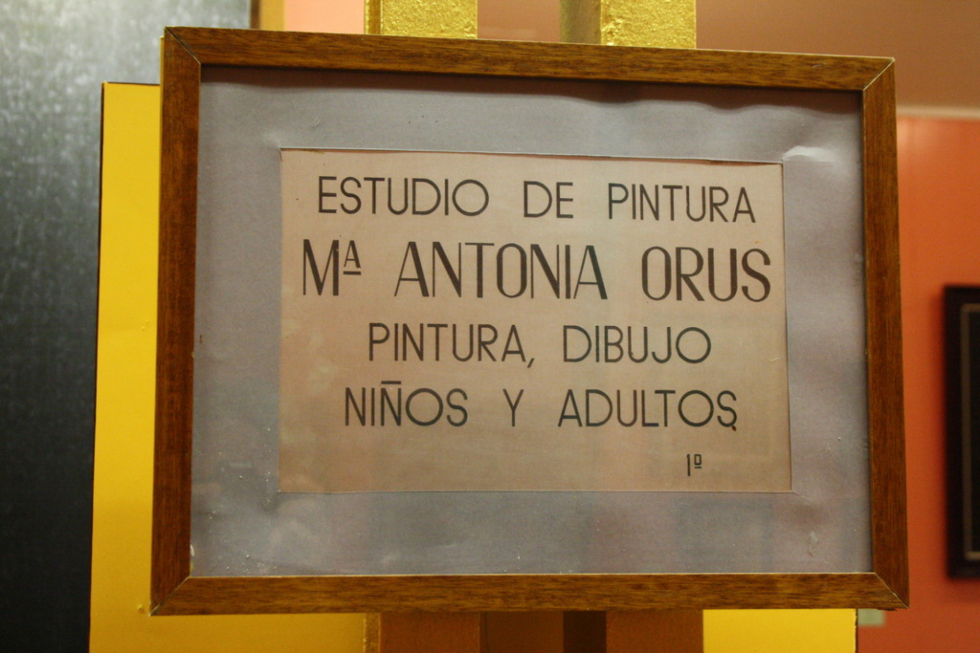 ESTUDIO DE PINTURA
Mª ANTONIA ORUS
PINTURA, DIBUJO
NIÑOS Y ADULTOS
1º